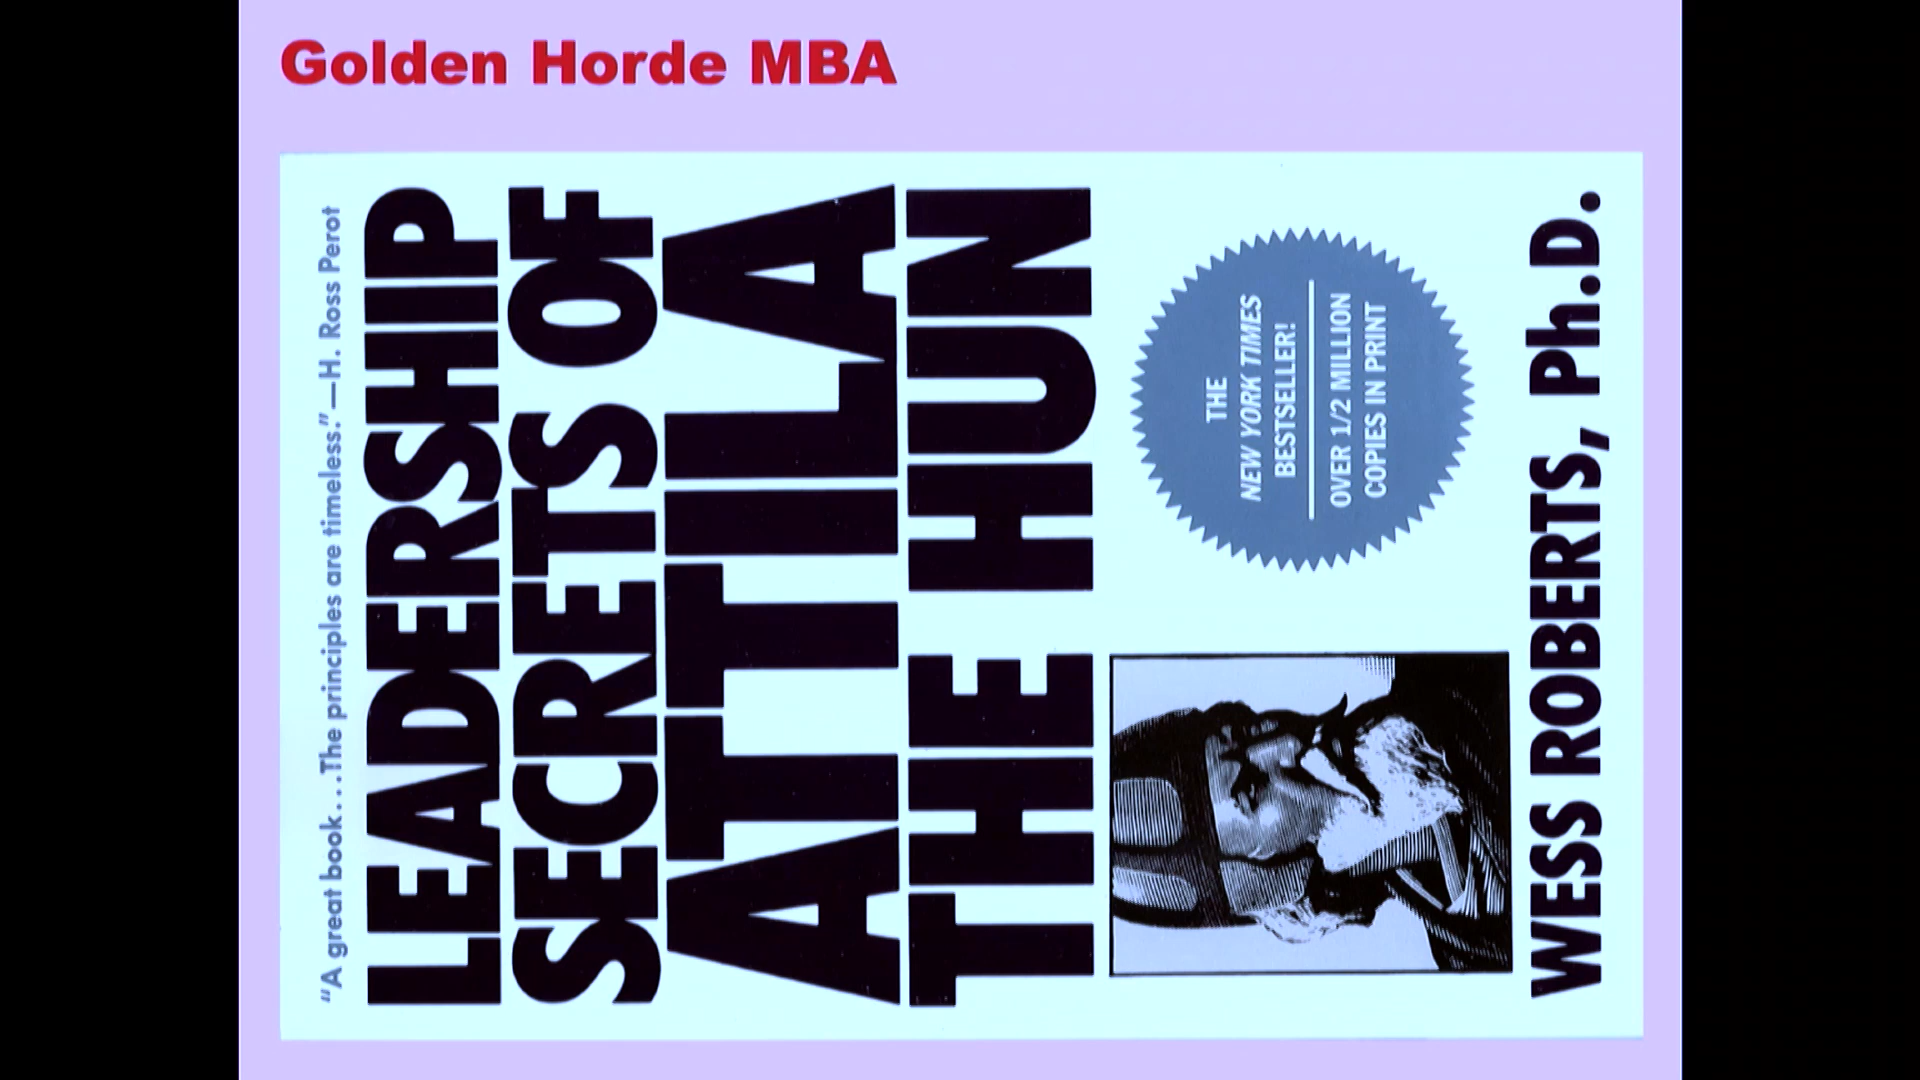 Golden Horde MBA
"A great book...The principles are timeless."—H. Ross Perot
LEADERSHIP
SECRETS OF
ATTILA
THE HUN
THE
NEW YORK TIMES
BESTSELLER!
OVER 1/2 MILLION
COPIES IN PRINT
WESS ROBERTS, Ph.D.